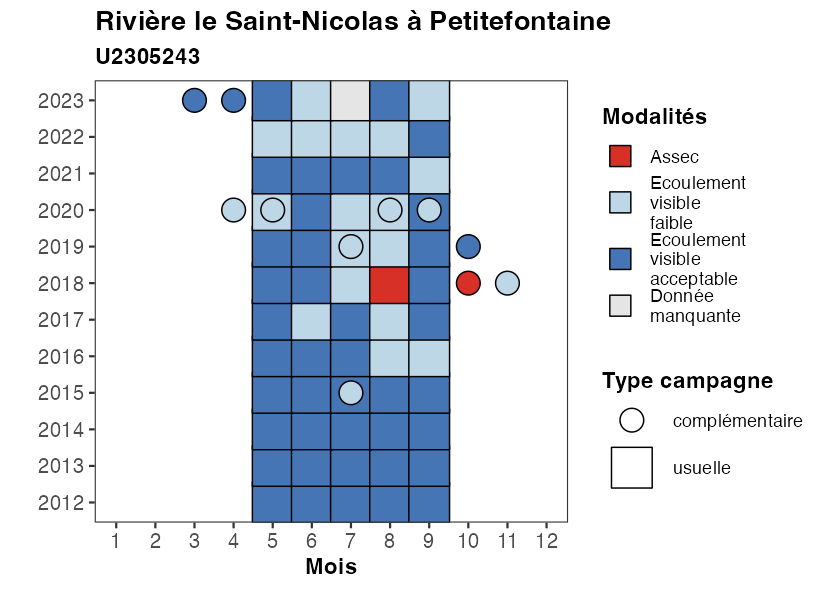 Rivière le Saint-Nicolas à Petitefontaine
U2305243
2023
2022
2021
2020
2019
2018
2017
2016
2015
2014
2013
2012
1 2 3 4 5 6 7 8 9 10 11 12
Mois
Modalités
Assec
Ecoulement
visible
faible
Ecoulement
visible
acceptable
Donnée
manquante
Type campagne
complémentaire
usuelle